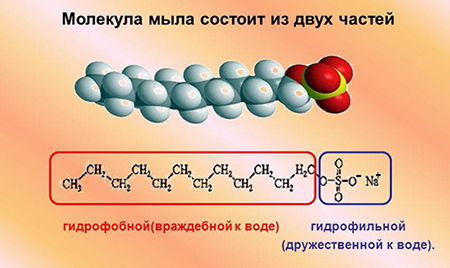 Молекула мыла состоит из двух частей
CH₃ CH₂ CH₂ CH₂ CH₂ CH₂ CH₂ CH₂ CH₂ CH₂ CH₂ H₂C O O S O O⁻ Na⁺
гидрофобной(враждебной к воде)
гидрофильной
(дружественной к воде).